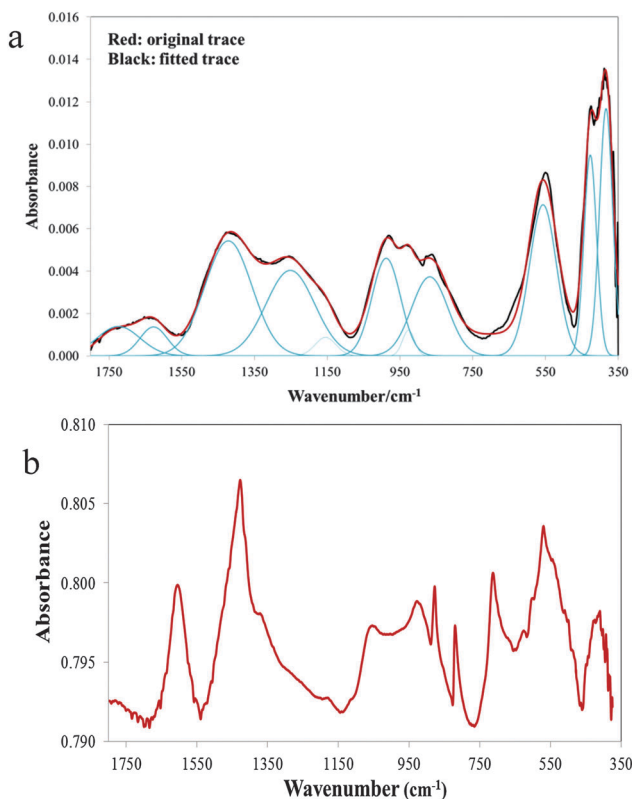 a
Red: original trace
Black: fitted trace
Absorbance
0.016
0.014
0.012
0.010
0.008
0.006
0.004
0.002
0.000
1750 1550 1350 1150 950 750 550 350
Wavenumber/cm-1
b
Absorbance
0.810
0.805
0.800
0.795
0.790
1750 1550 1350 1150 950 750 550 350
Wavenumber (cm-1)